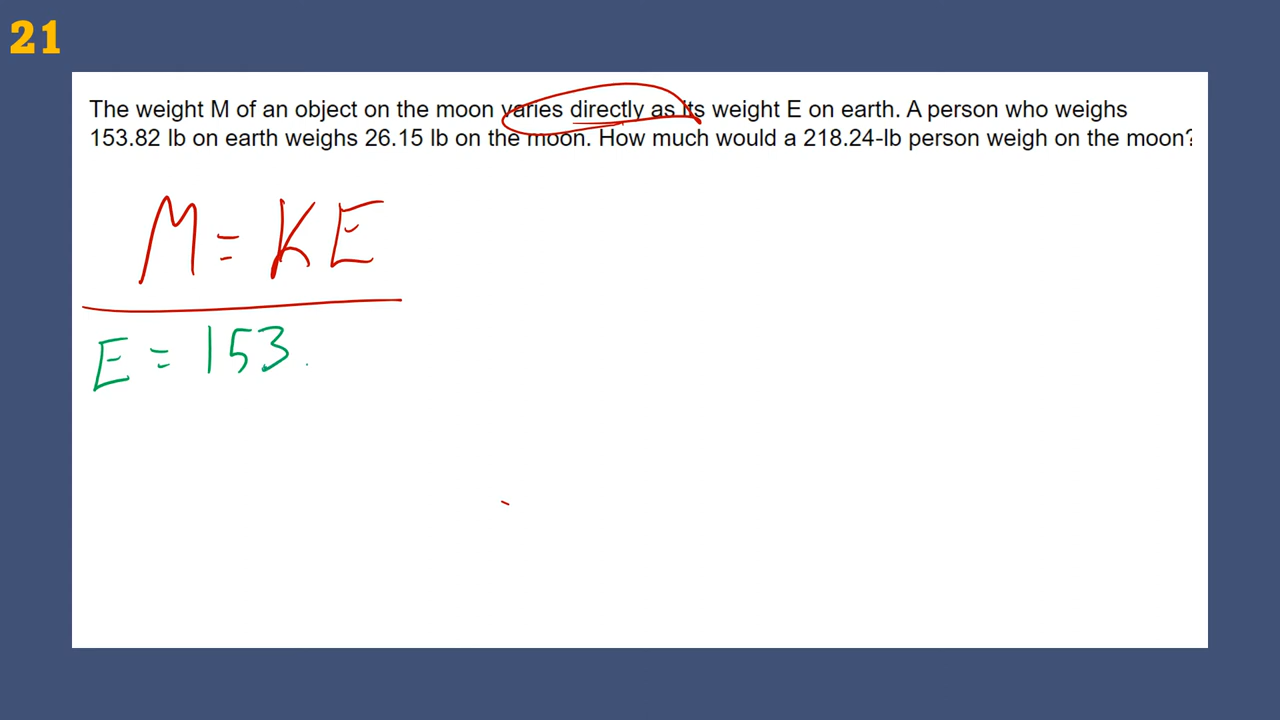 21
The weight M of an object on the moon varies directly as its weight E on earth. A person who weighs
153.82 lb on earth weighs 26.15 lb on the moon. How much would a 218.24-lb person weigh on the moon?
M = KE
E = 153.